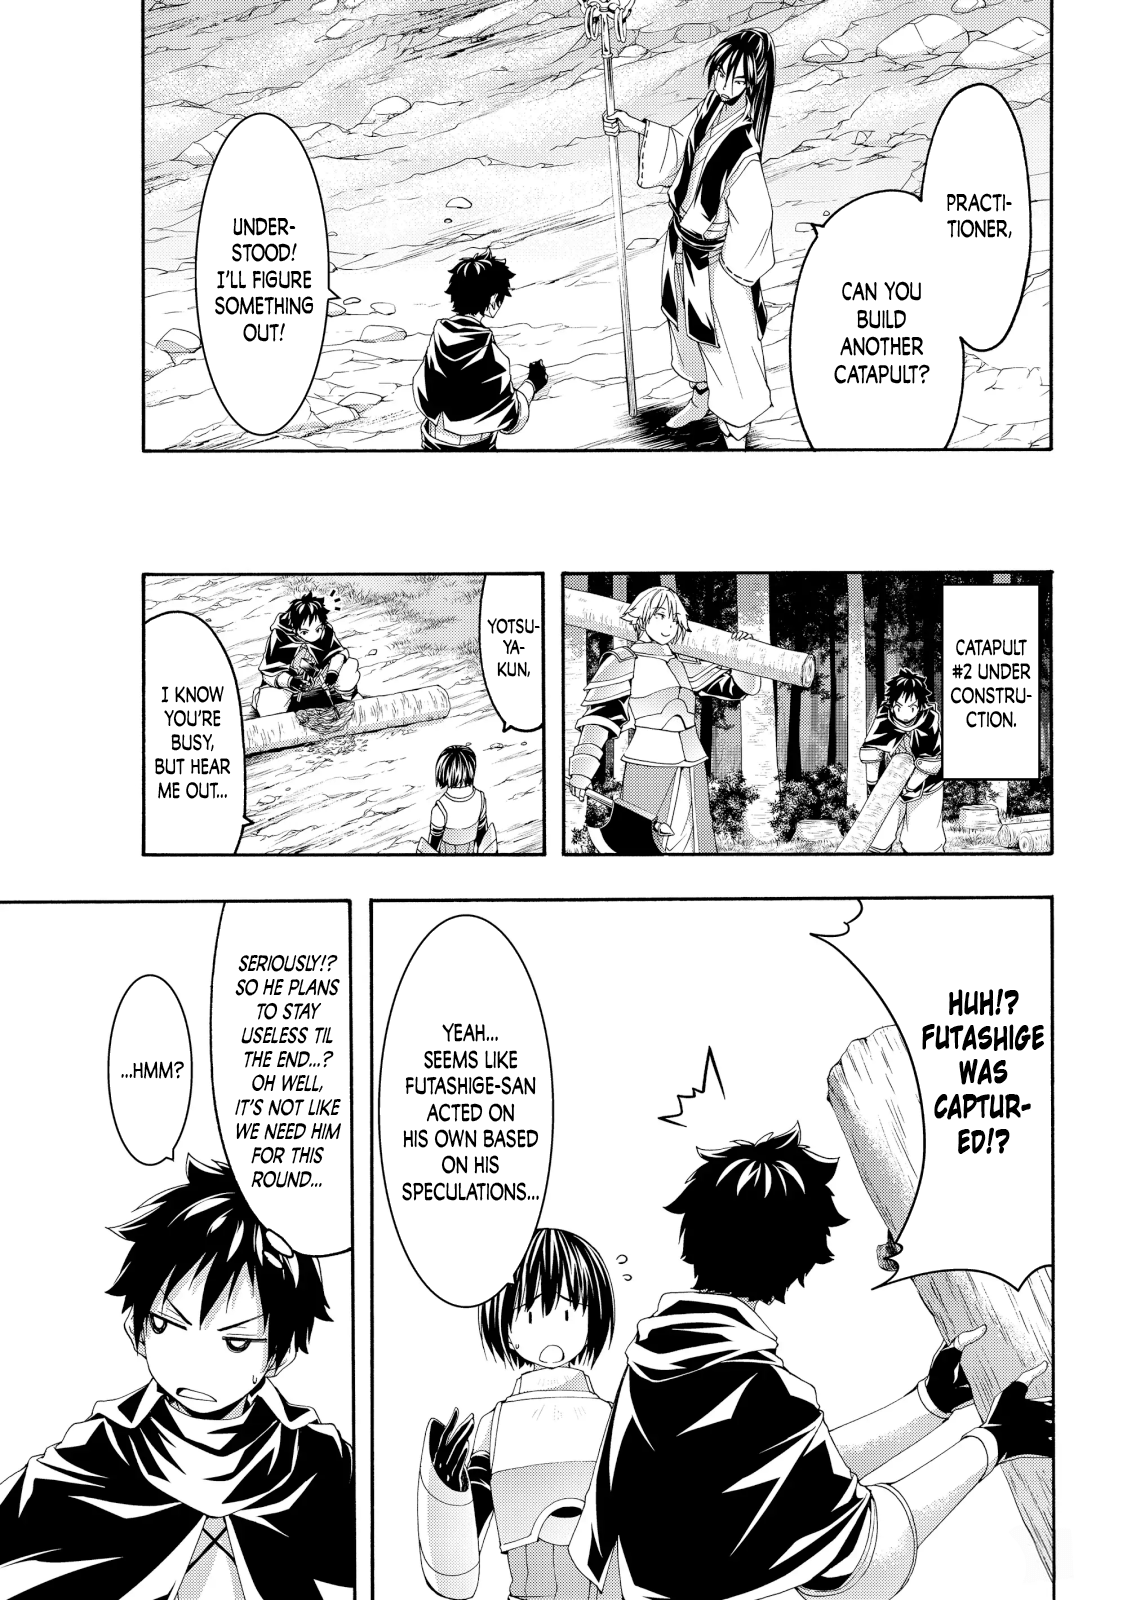 PRACTI-
TIONER,
CAN YOU
BUILD
ANOTHER
CATAPULT?
UNDER-
STOOD!
I'LL FIGURE
SOMETHING
OUT!
CATAPULT
#2 UNDER
CONSTRU-
CTION.
YOTSU-
YA-
KUN,
I KNOW
YOU'RE
BUSY,
BUT HEAR
ME OUT...
HUH!?
FUTASHIGE
WAS
CAPTUR-
ED!?
YEAH...
SEEMS LIKE
FUTASHIGE-SAN
ACTED ON
HIS OWN BASED
ON HIS
SPECULATIONS...
SERIOUSLY!?
SO HE PLANS
TO STAY
USELESS TIL
THE END...?
OH WELL,
IT'S NOT LIKE
WE NEED HIM
FOR THIS
ROUND...
...HMM?